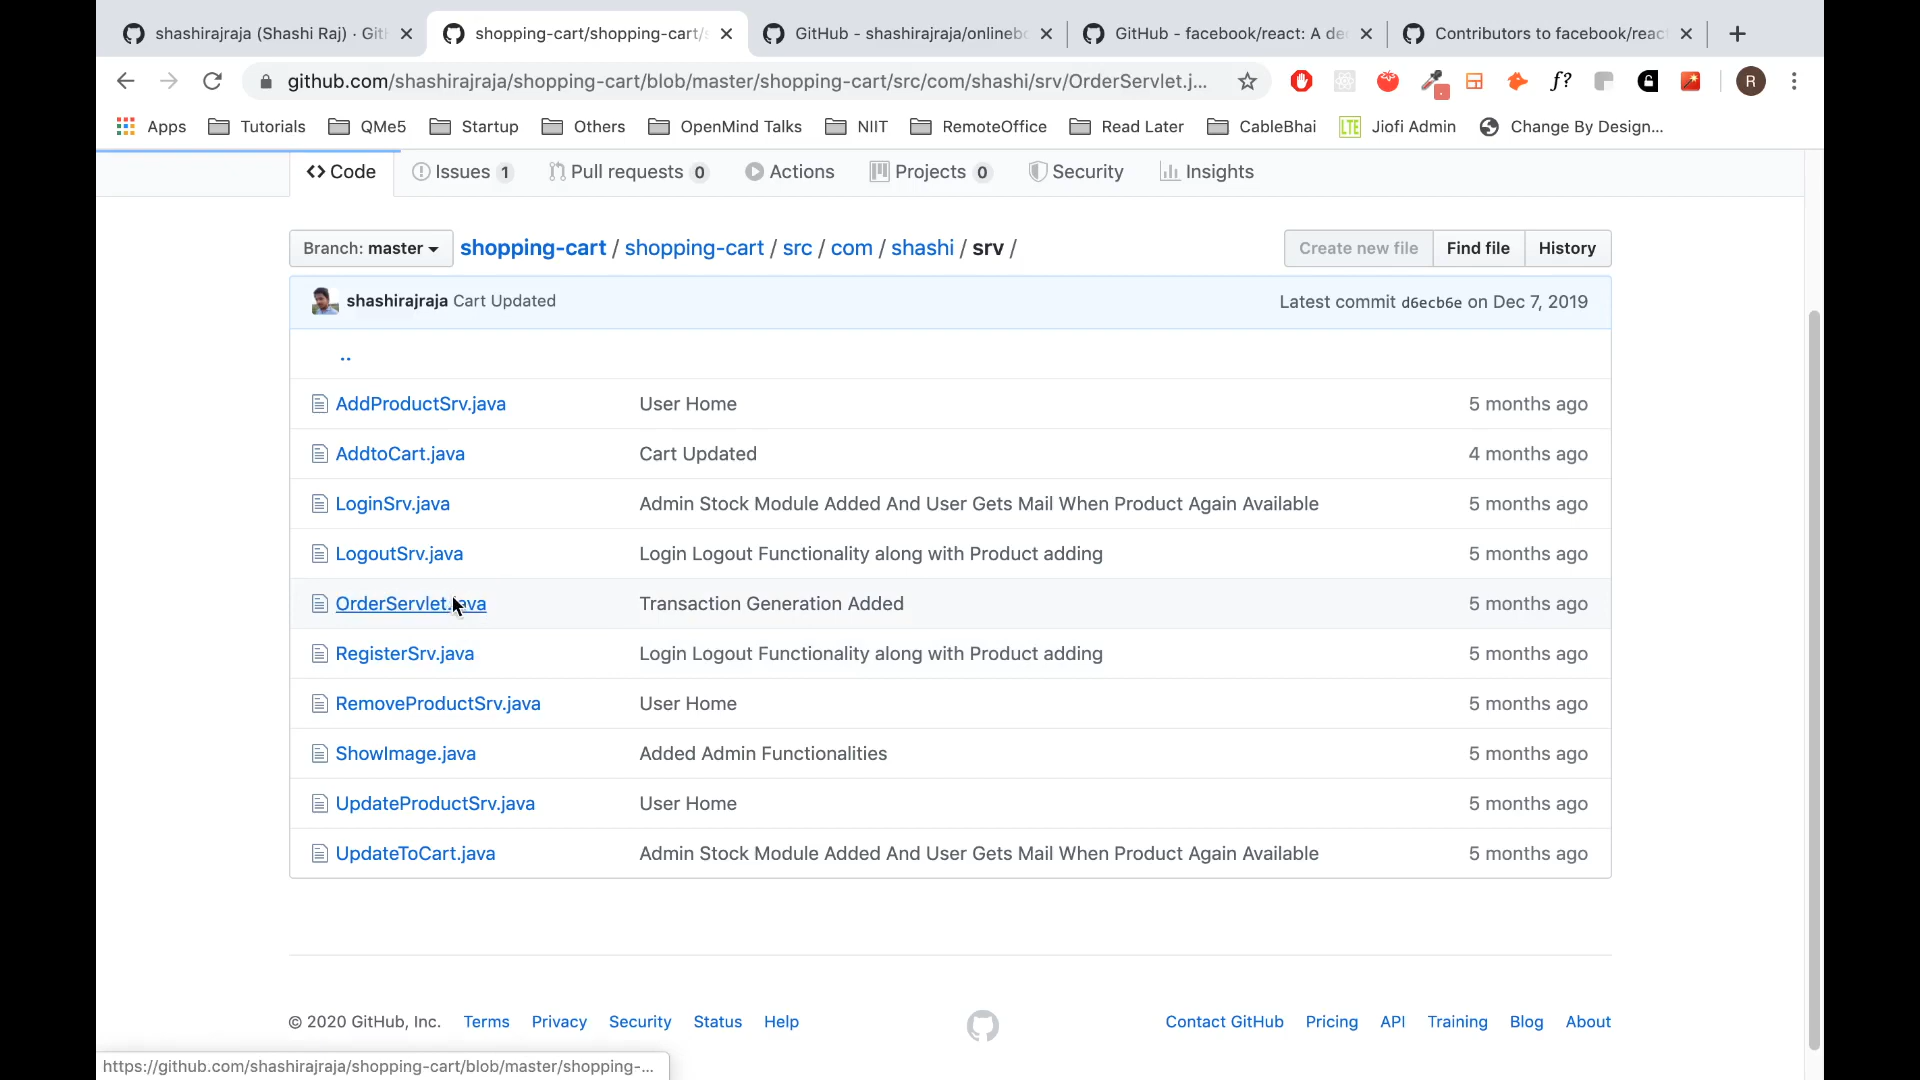 shashirajraja (Shashi Raj) · Git
shopping-cart/shopping-cart/s
GitHub - shashirajraja/onlinebo
GitHub - facebook/react: A dec
Contributors to facebook/react
github.com/shashirajraja/shopping-cart/blob/master/shopping-cart/src/com/shashi/srv/OrderServlet.j...
f?
R
Apps Tutorials QMe5 Startup Others OpenMind Talks NIIT RemoteOffice Read Later CableBhai LTE Jiofi Admin Change By Design...
<> Code Issues 1 Pull requests 0 Actions Projects 0 Security Insights
Branch: master shopping-cart / shopping-cart / src / com / shashi / srv / Create new file Find file History
shashirajraja Cart Updated Latest commit d6ecb6e on Dec 7, 2019
..
AddProductSrv.java User Home 5 months ago
AddtoCart.java Cart Updated 4 months ago
LoginSrv.java Admin Stock Module Added And User Gets Mail When Product Again Available 5 months ago
LogoutSrv.java Login Logout Functionality along with Product adding 5 months ago
OrderServlet.java Transaction Generation Added 5 months ago
RegisterSrv.java Login Logout Functionality along with Product adding 5 months ago
RemoveProductSrv.java User Home 5 months ago
ShowImage.java Added Admin Functionalities 5 months ago
UpdateProductSrv.java User Home 5 months ago
UpdateToCart.java Admin Stock Module Added And User Gets Mail When Product Again Available 5 months ago
© 2020 GitHub, Inc. Terms Privacy Security Status Help Contact GitHub Pricing API Training Blog About
https://github.com/shashirajraja/shopping-cart/blob/master/shopping-...